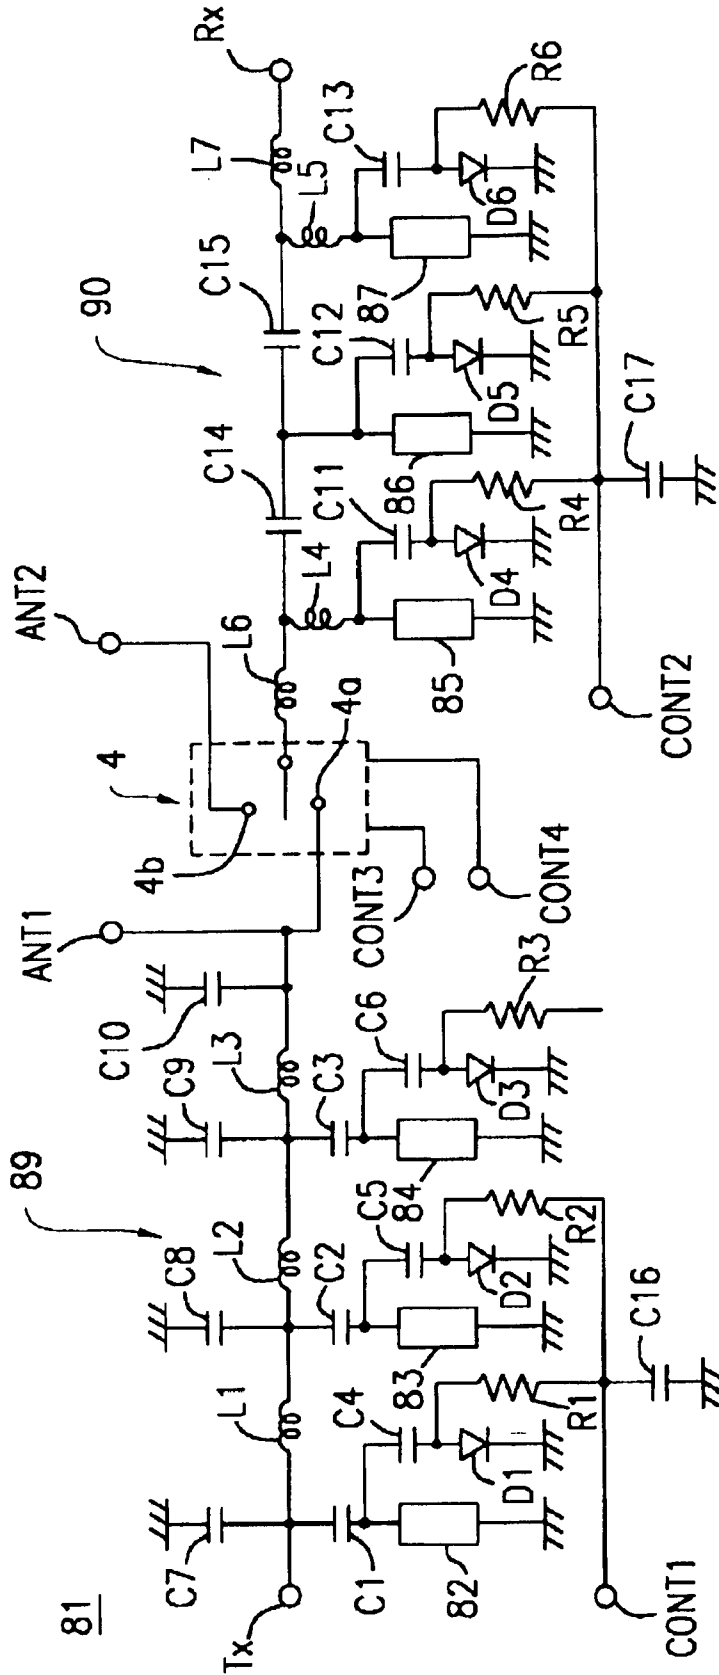 81
89
90
Tx
C7
L1
C8
L2
C9
L3
C10
ANT1
4b
4
ANT2
4a
L6
C14
C15
L7
Rx
C1
C4
82
D1
R1
C2
C5
83
D2
R2
C3
C6
84
D3
R3
CONT3
CONT4
L4
C11
85
D4
R4
C12
86
D5
R5
L5
C13
87
D6
R6
CONT1
C16
CONT2
C17